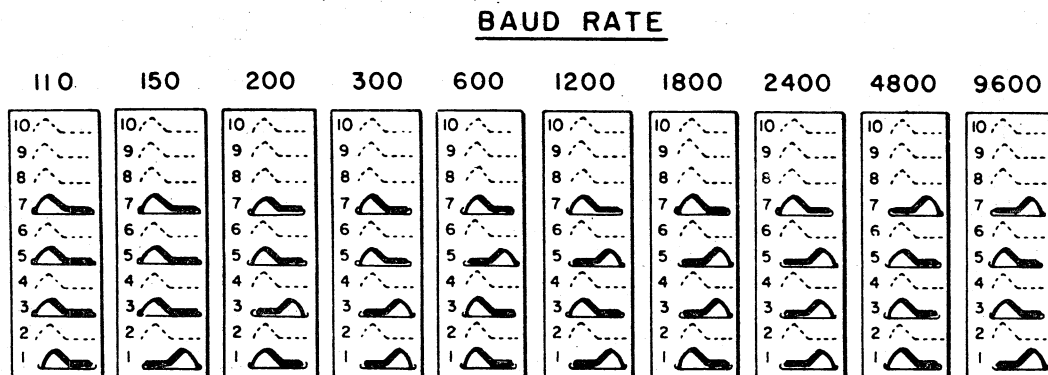 BAUD RATE
110 150 200 300 600 1200 1800 2400 4800 9600
10 10 10 10 10 10 10 10 10 10
9 9 9 9 9 9 9 9 9 9
8 8 8 8 8 8 8 8 8 8
7 7 7 7 7 7 7 7 7 7
6 6 6 6 6 6 6 6 6 6
5 5 5 5 5 5 5 5 5 5
4 4 4 4 4 4 4 4 4 4
3 3 3 3 3 3 3 3 3 3
2 2 2 2 2 2 2 2 2 2
1 1 1 1 1 1 1 1 1 1